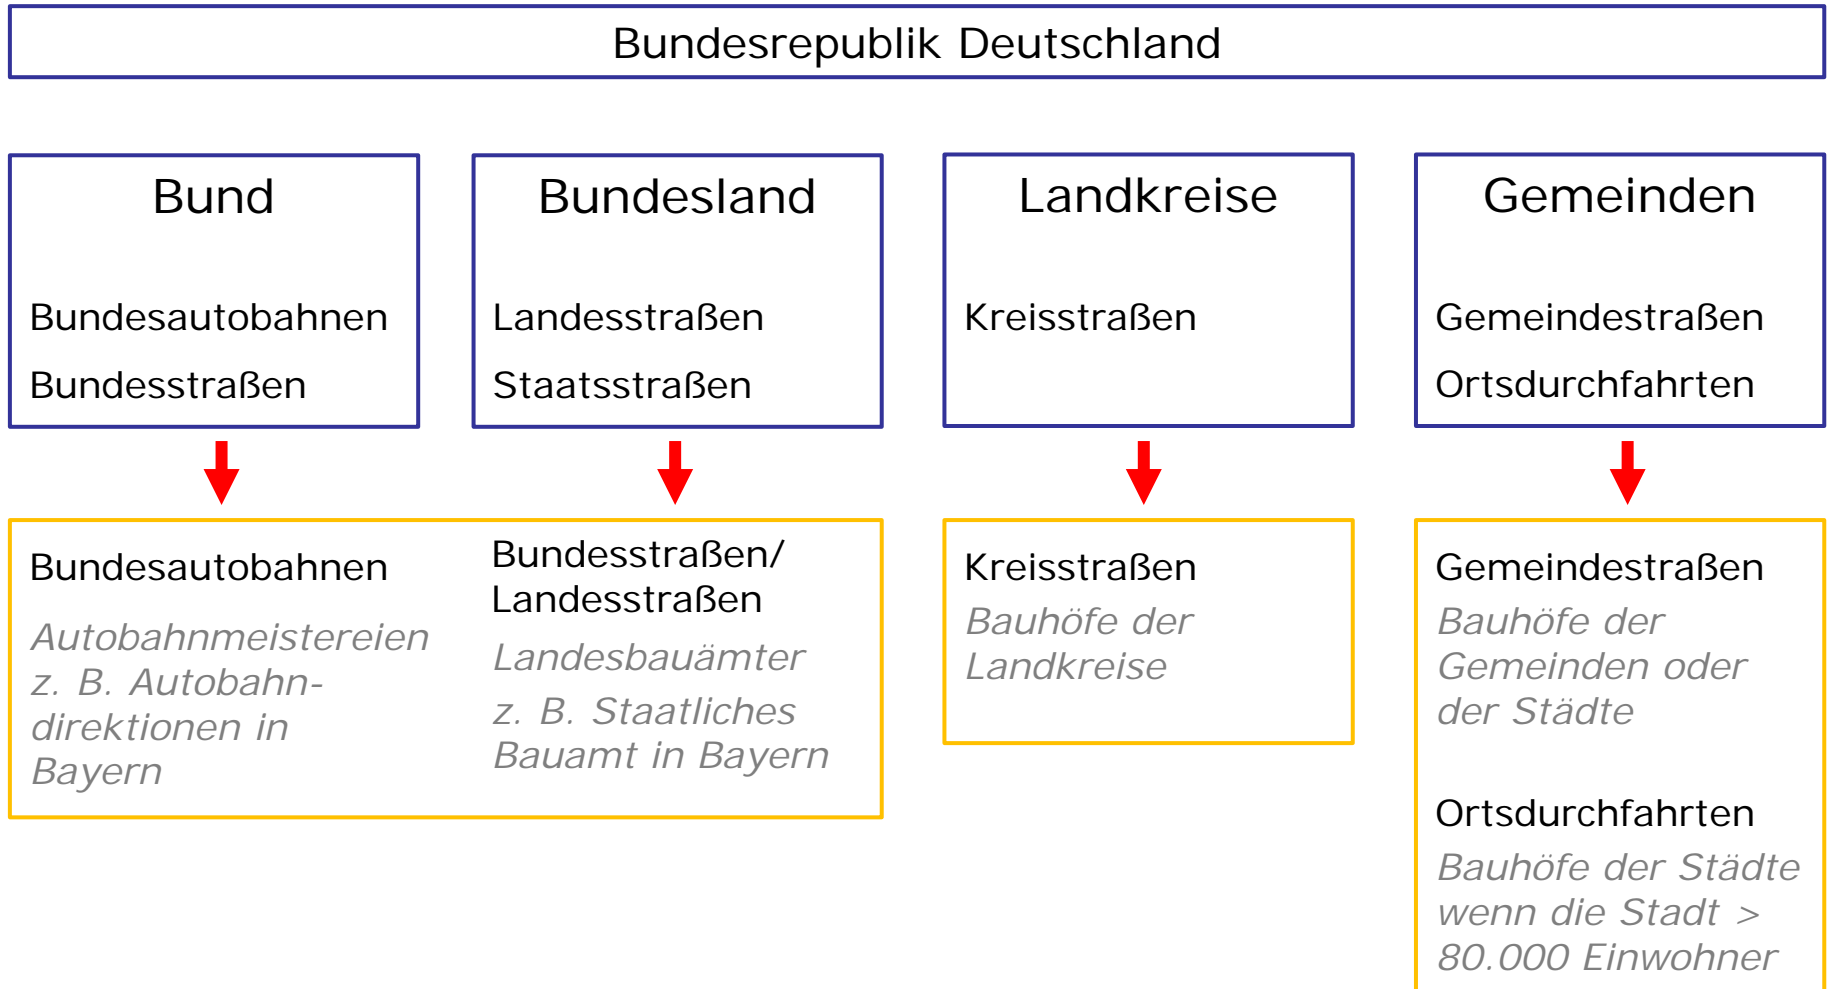 Bundesrepublik Deutschland
Bund
Bundesautobahnen
Bundesstraßen
Bundesland
Landesstraßen
Staatsstraßen
Landkreise
Kreisstraßen
Gemeinden
Gemeindestraßen
Ortsdurchfahrten
Bundesautobahnen
Autobahnmeistereien
z. B. Autobahn-
direktionen in
Bayern
Bundesstraßen/
Landesstraßen
Landesbauämter
z. B. Staatliches
Bauamt in Bayern
Kreisstraßen
Bauhöfe der
Landkreise
Gemeindestraßen
Bauhöfe der
Gemeinden oder
der Städte
Ortsdurchfahrten
Bauhöfe der Städte
wenn die Stadt >
80.000 Einwohner